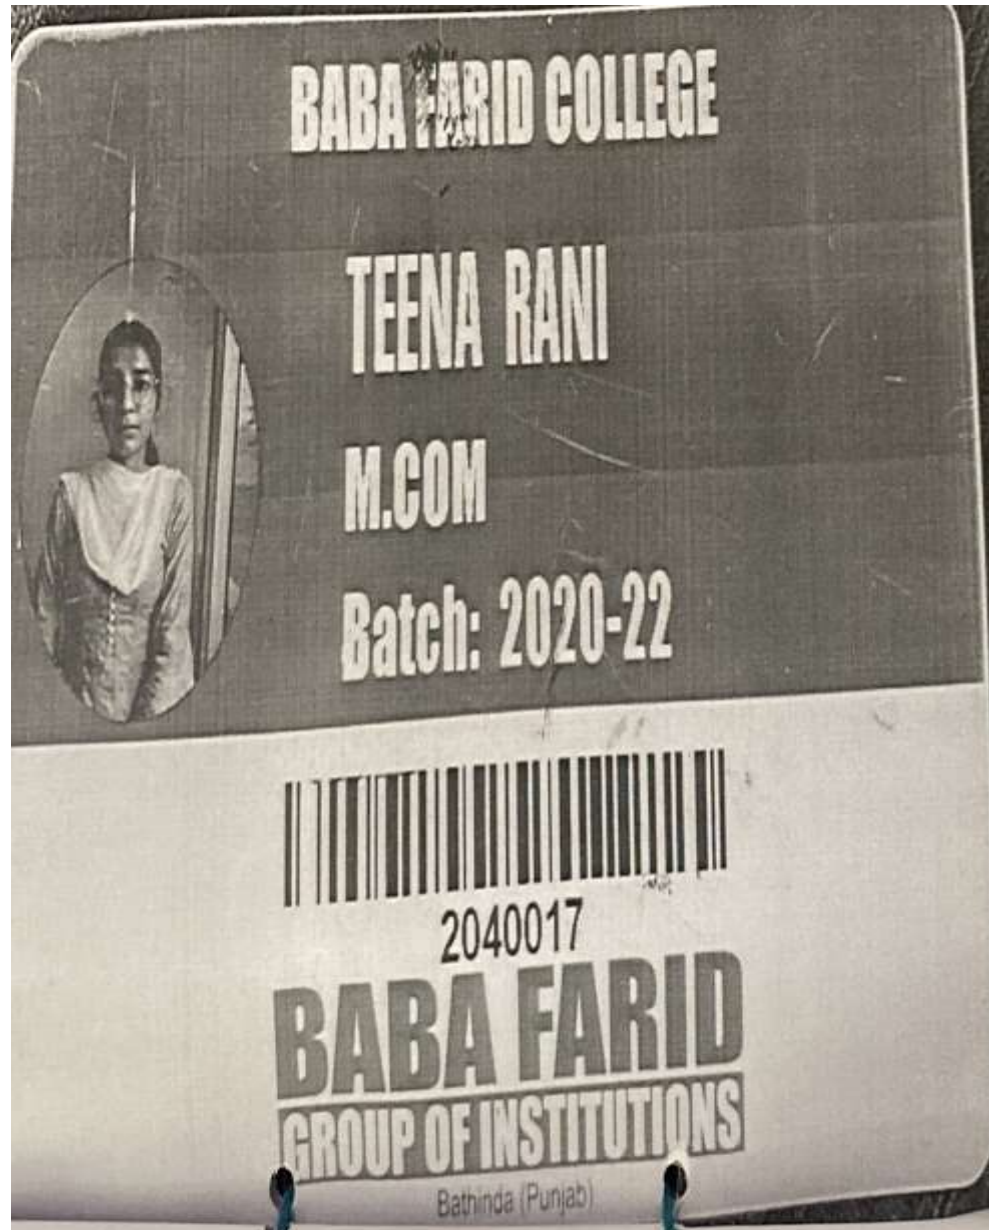 BABA FARID COLLEGE
TEENA RANI
M.COM
Batch: 2020-22
2040017
BABA FARID
GROUP OF INSTITUTIONS
Bathinda (Punjab)